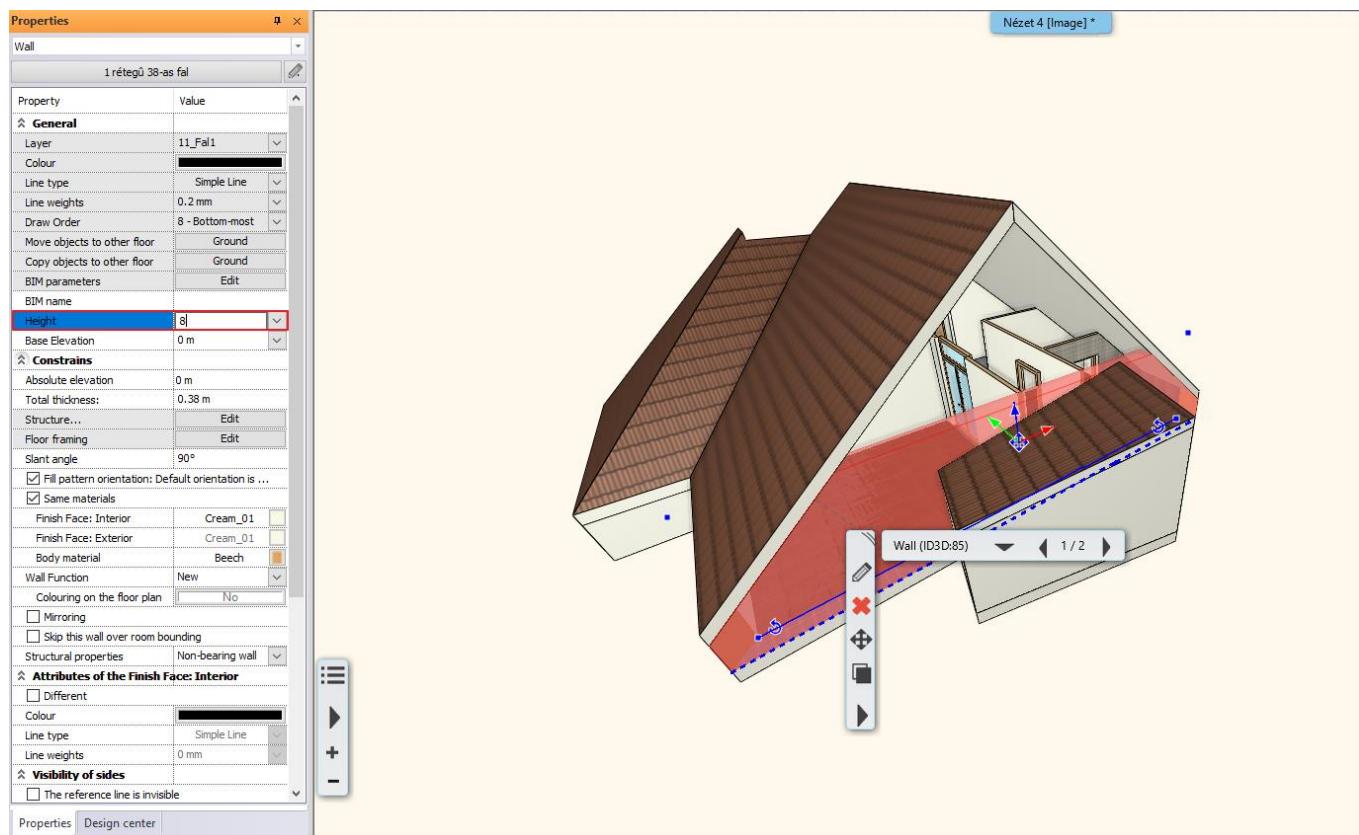 Properties
Nézet 4 [Image] *
Wall
1 rétegû 38-as fal
Property Value
General
Layer 11_Fal1
Colour
Line type Simple Line
Line weights 0.2 mm
Draw Order 8 - Bottom-most
Move objects to other floor Ground
Copy objects to other floor Ground
BIM parameters Edit
BIM name
Height 8
Base Elevation 0 m
Constrains
Absolute elevation 0 m
Total thickness: 0.38 m
Structure... Edit
Floor framing Edit
Slant angle 90°
Fill pattern orientation: Default orientation is ...
Same materials
Finish Face: Interior Cream_01
Finish Face: Exterior Cream_01
Body material Beech
Wall Function New
Colouring on the floor plan No
Mirroring
Skip this wall over room bounding
Structural properties Non-bearing wall
Attributes of the Finish Face: Interior
Different
Colour
Line type Simple Line
Line weights 0 mm
Visibility of sides
The reference line is invisible
Properties Design center
Wall (ID3D:85) 1 / 2